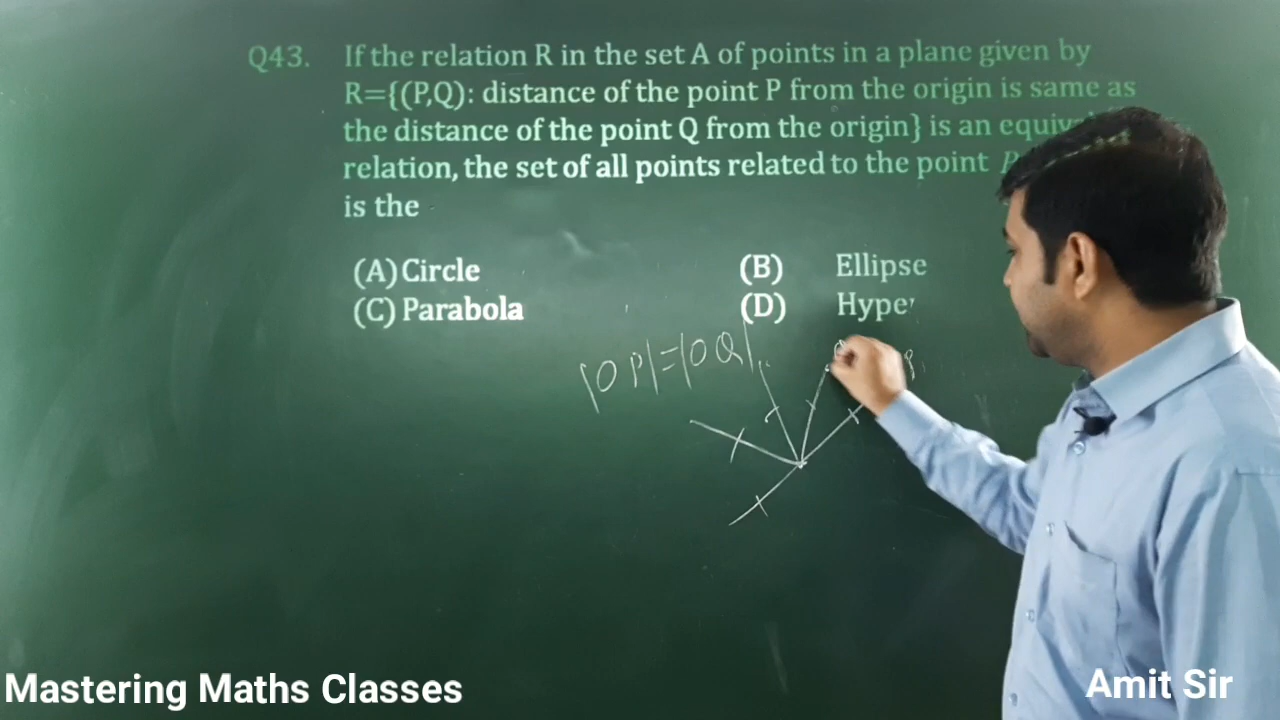 Q43. If the relation R in the set A of points in a plane given by
R={(P,Q): distance of the point P from the origin is same as
the distance of the point Q from the origin} is an
relation, the set of all points related to the point P
is the
(A) Circle (B) Ellipse
(C) Parabola (D)
|OP|=|OQ|
Mastering Maths Classes
Amit Sir